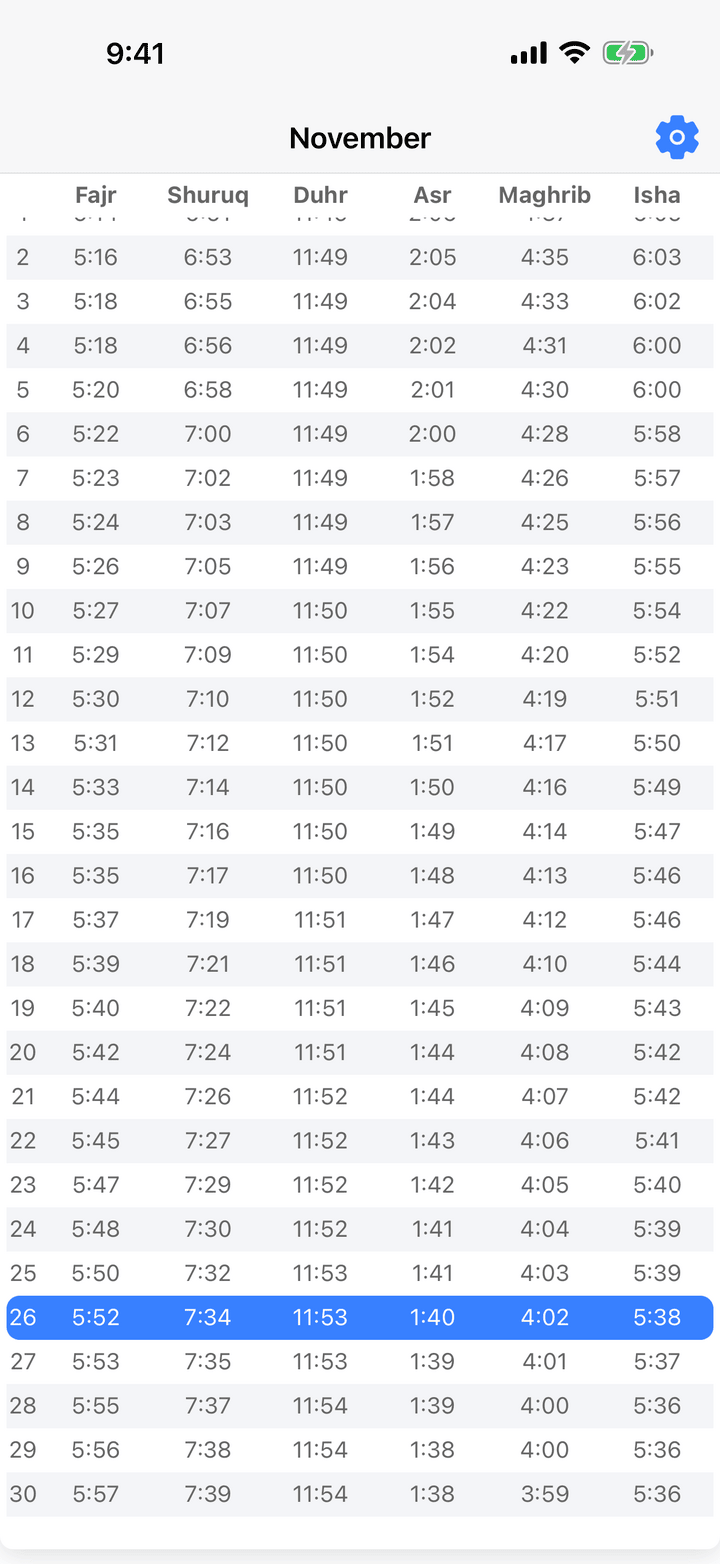 9:41
November
Fajr Shuruq Duhr Asr Maghrib Isha
2 5:16 6:53 11:49 2:05 4:35 6:03
3 5:18 6:55 11:49 2:04 4:33 6:02
4 5:18 6:56 11:49 2:02 4:31 6:00
5 5:20 6:58 11:49 2:01 4:30 6:00
6 5:22 7:00 11:49 2:00 4:28 5:58
7 5:23 7:02 11:49 1:58 4:26 5:57
8 5:24 7:03 11:49 1:57 4:25 5:56
9 5:26 7:05 11:49 1:56 4:23 5:55
10 5:27 7:07 11:50 1:55 4:22 5:54
11 5:29 7:09 11:50 1:54 4:20 5:52
12 5:30 7:10 11:50 1:52 4:19 5:51
13 5:31 7:12 11:50 1:51 4:17 5:50
14 5:33 7:14 11:50 1:50 4:16 5:49
15 5:35 7:16 11:50 1:49 4:14 5:47
16 5:35 7:17 11:50 1:48 4:13 5:46
17 5:37 7:19 11:51 1:47 4:12 5:46
18 5:39 7:21 11:51 1:46 4:10 5:44
19 5:40 7:22 11:51 1:45 4:09 5:43
20 5:42 7:24 11:51 1:44 4:08 5:42
21 5:44 7:26 11:52 1:44 4:07 5:42
22 5:45 7:27 11:52 1:43 4:06 5:41
23 5:47 7:29 11:52 1:42 4:05 5:40
24 5:48 7:30 11:52 1:41 4:04 5:39
25 5:50 7:32 11:53 1:41 4:03 5:39
26 5:52 7:34 11:53 1:40 4:02 5:38
27 5:53 7:35 11:53 1:39 4:01 5:37
28 5:55 7:37 11:54 1:39 4:00 5:36
29 5:56 7:38 11:54 1:38 4:00 5:36
30 5:57 7:39 11:54 1:38 3:59 5:36